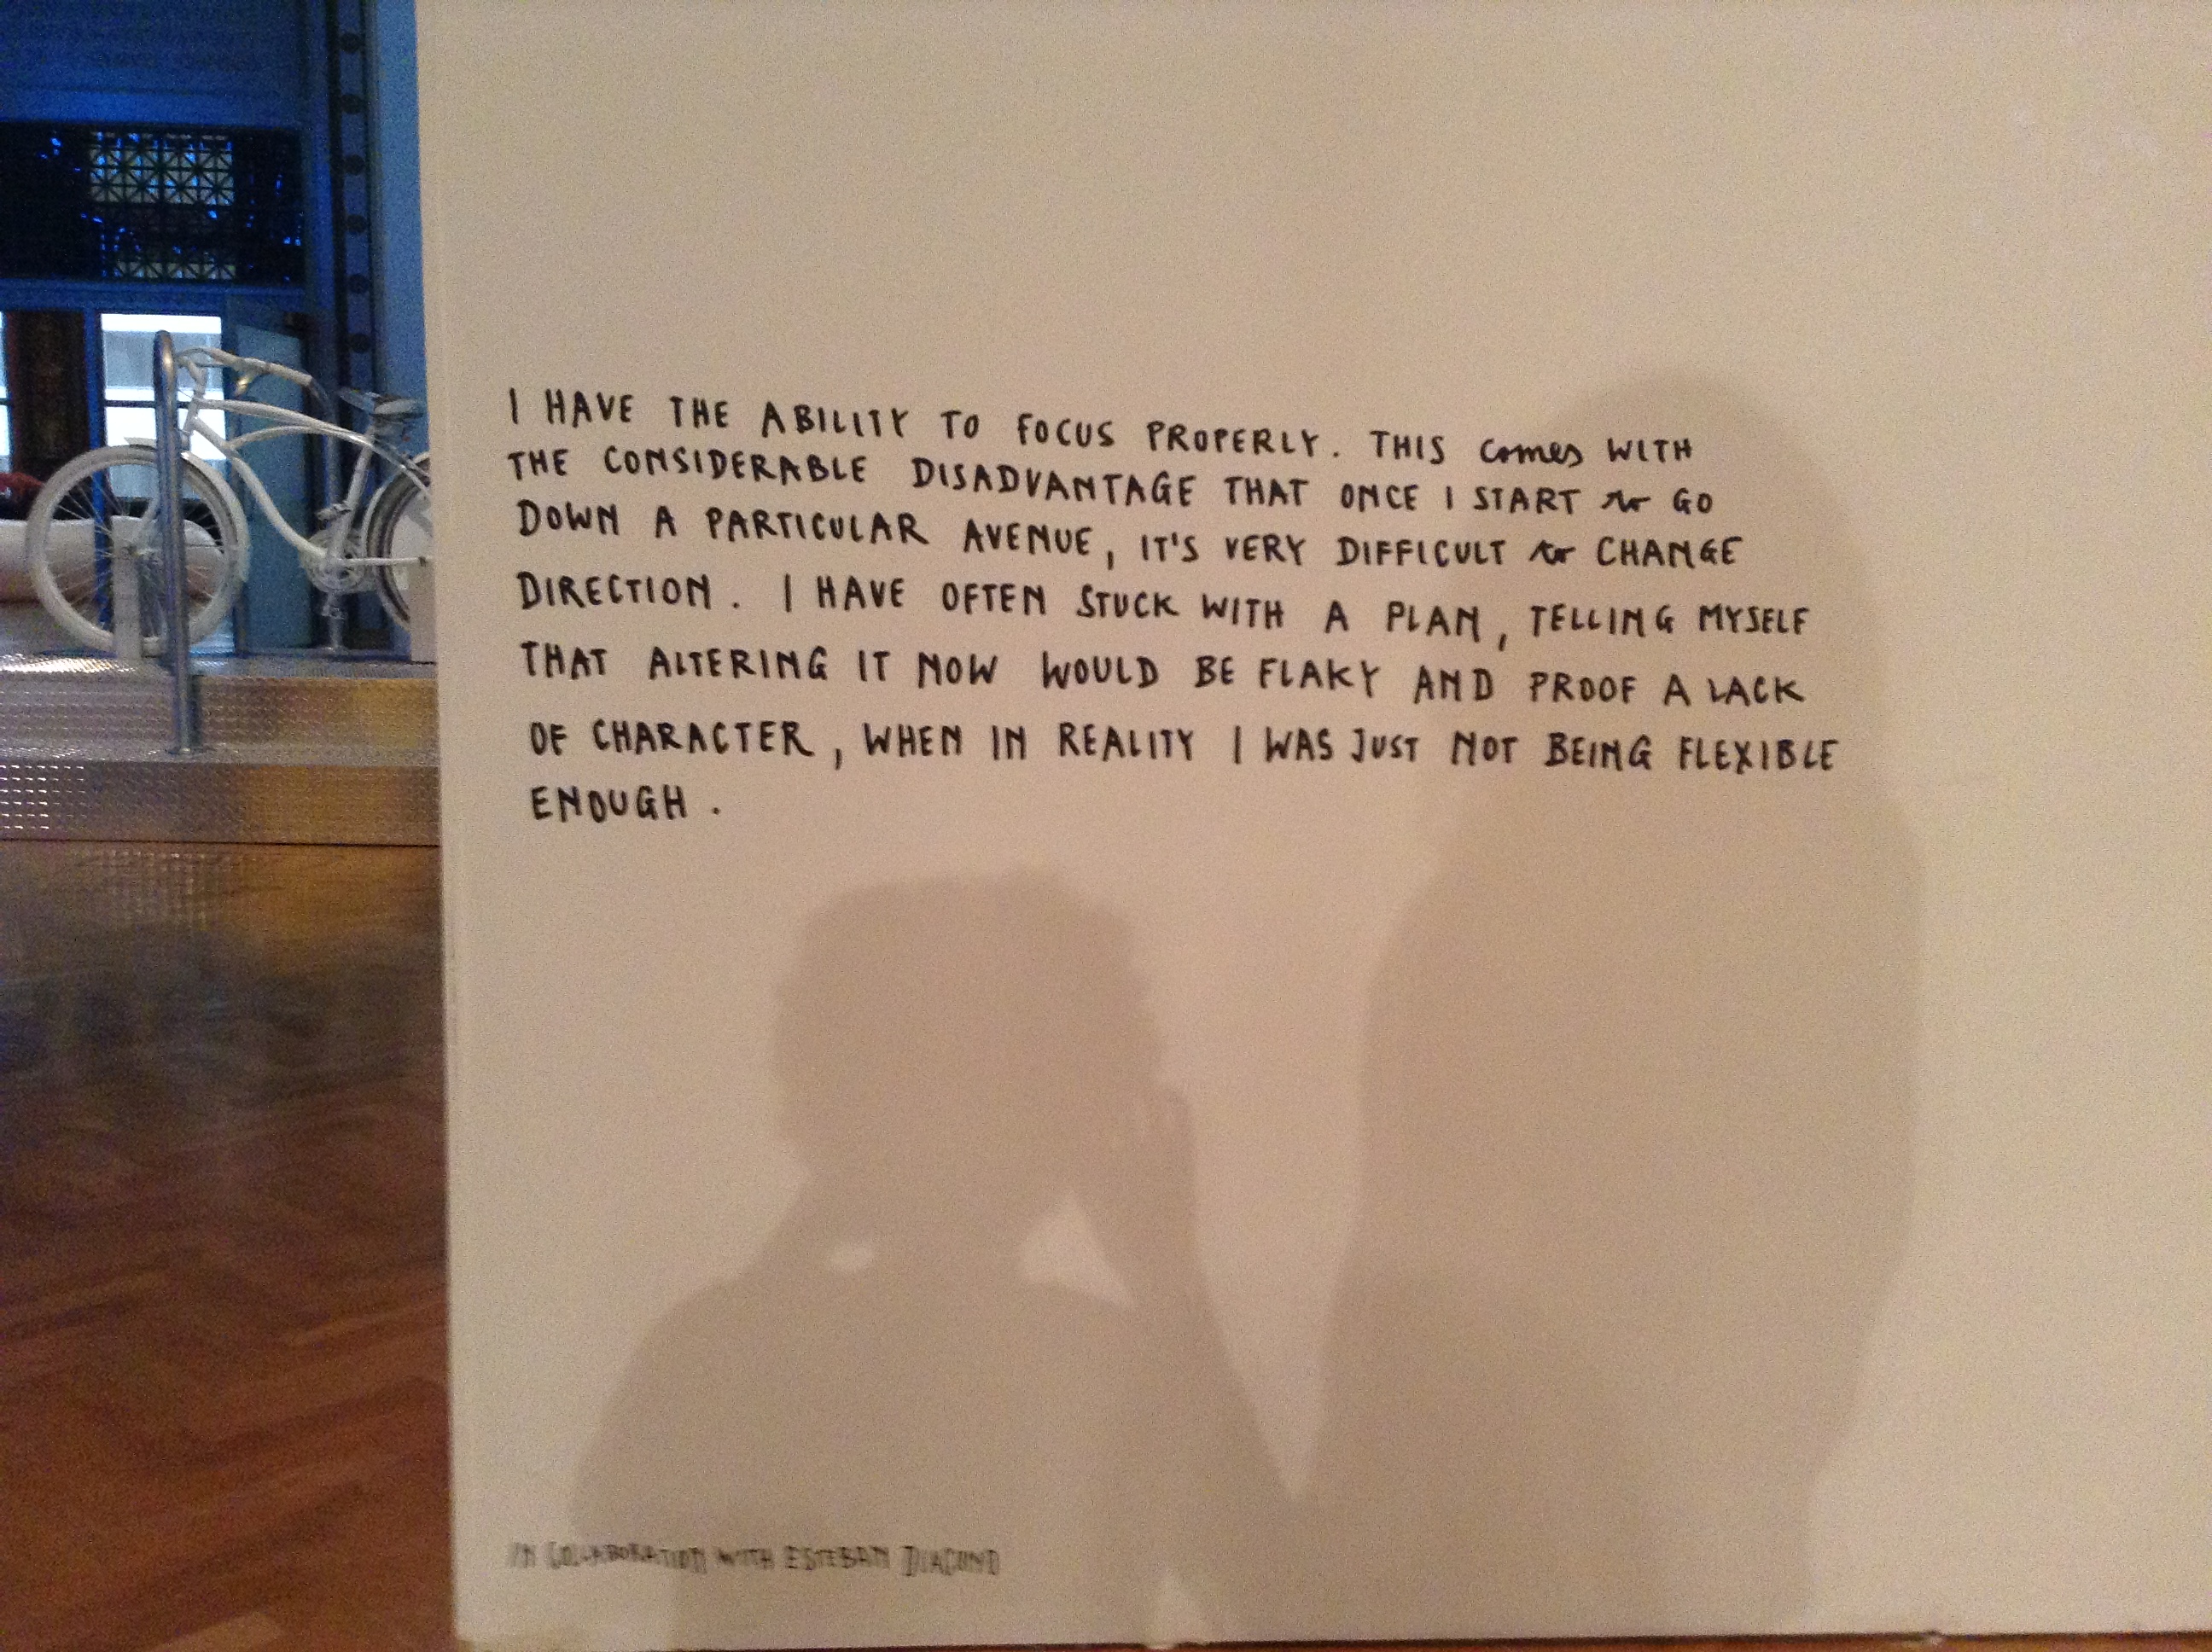 I HAVE THE ABILITY TO FOCUS PROPERLY. THIS comes WITH
THE CONSIDERABLE DISADVANTAGE THAT ONCE I START to GO
DOWN A PARTICULAR AVENUE, IT'S VERY DIFFICULT to CHANGE
DIRECTION. I HAVE OFTEN STUCK WITH A PLAN, TELLING MYSELF
THAT ALTERING IT NOW WOULD BE FLAKY AND PROOF A LACK
OF CHARACTER, WHEN IN REALITY I WAS JUST NOT BEING FLEXIBLE
ENOUGH.
IN COLLABORATION WITH ESTEBAN DIACONO